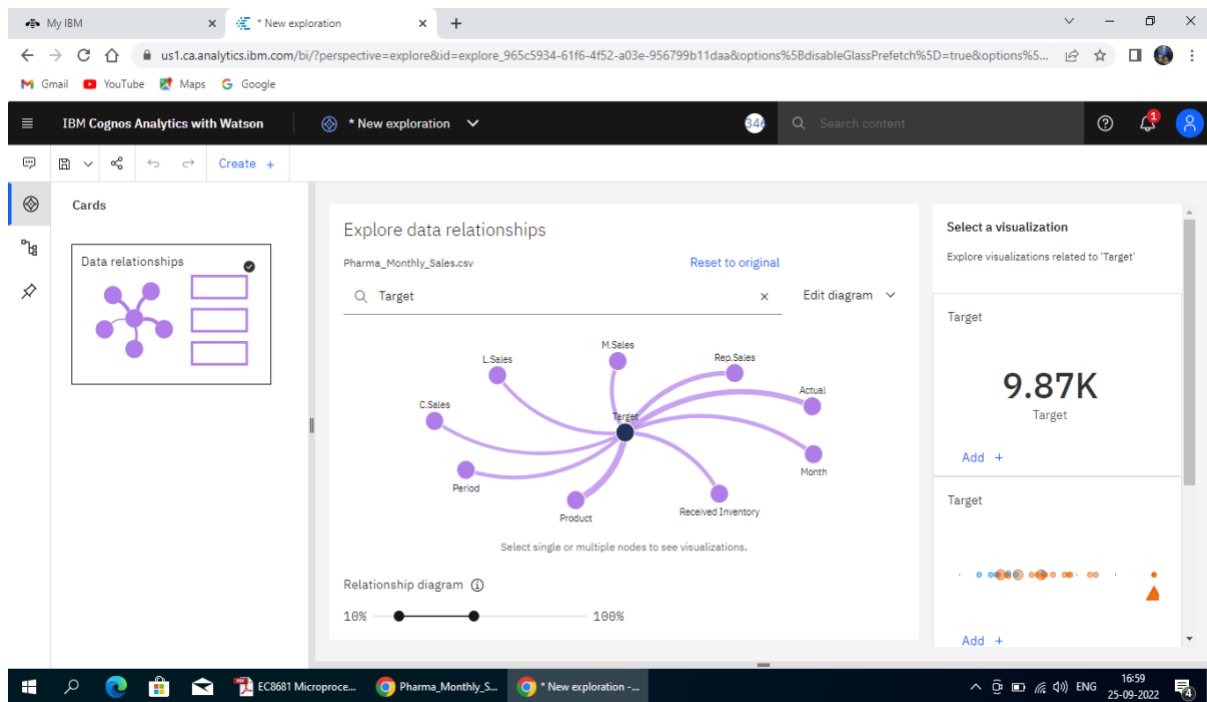 My IBM
* New exploration
us1.ca.analytics.ibm.com/bi/?perspective=explore&id=explore_965c5934-61f6-4f52-a03e-956799b11daa&options%5BdisableGlassPrefetch%5D=true&options%5...
Gmail YouTube Maps Google
IBM Cognos Analytics with Watson
* New exploration
346
Search content
1
Create +
Cards
Data relationships
Explore data relationships
Pharma_Monthly_Sales.csv
Reset to original
Target
Edit diagram
M.Sales
L.Sales
Rep.Sales
Actual
C.Sales
Target
Month
Period
Received Inventory
Product
Select single or multiple nodes to see visualizations.
Relationship diagram
10% 100%
Select a visualization
Explore visualizations related to 'Target'
Target
9.87K
Target
Add +
Target
Add +
EC8681 Microproce...
Pharma_Monthly_S...
* New exploration -...
ENG
16:59
25-09-2022
4